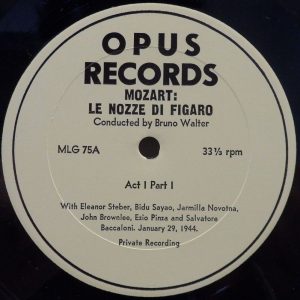 OPUS
RECORDS
MOZART:
LE NOZZE DI FIGARO
Conducted by Bruno Walter
MLG 75A
33⅓ rpm
Act I Part I
With Eleanor Steber, Bidu Sayao, Jarmilla Novotna,
John Brownlee, Ezio Pinza and Salvatore
Baccaloni. January 29, 1944.
Private Recording